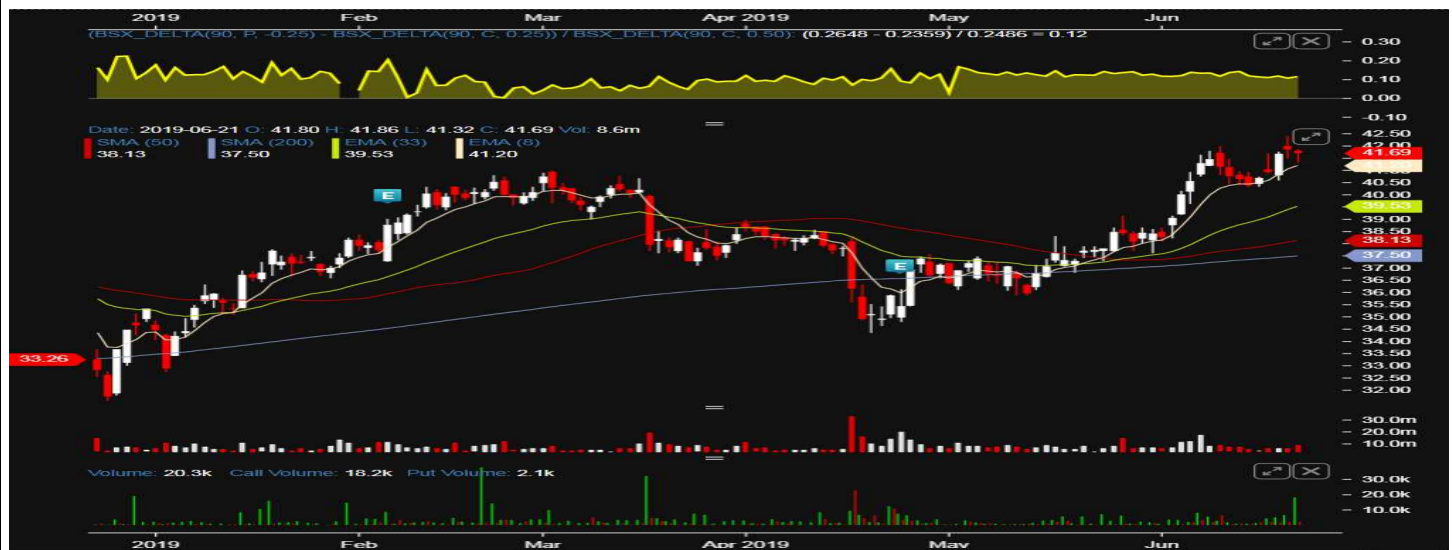 2019 Feb Mar Apr 2019 May Jun
(BSX_DELTA(90, P, -0.25) - BSX_DELTA(90, C, 0.25)) / BSX_DELTA(90, C, 0.50): (0.2648 - 0.2359) / 0.2486 = 0.12
0.30
0.20
0.10
0.00
-0.10
Date: 2019-06-21 O: 41.80 H: 41.86 L: 41.32 C: 41.69 Vol: 8.6m
SMA (50) SMA (200) EMA (33) EMA (8)
38.13 37.50 39.53 41.20
E
E
33.26
42.50
41.69
41.20
40.50
40.00
39.53
39.00
38.50
38.13
37.50
37.00
36.50
36.00
35.50
35.00
34.50
34.00
33.50
33.00
32.50
32.00
30.0m
20.0m
10.0m
Volume: 20.3k Call Volume: 18.2k Put Volume: 2.1k
30.0k
20.0k
10.0k
2019 Feb Mar Apr 2019 May Jun